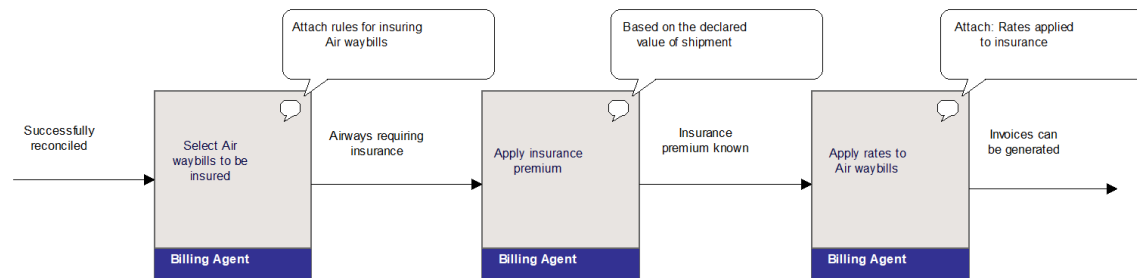 Attach rules for insuring
Air waybills
Based on the declared
value of shipment
Attach: Rates applied
to insurance
Successfully
reconciled
Select Air
waybills to be
insured
Billing Agent
Airways requiring
insurance
Apply insurance
premium
Billing Agent
Insurance
premium known
Apply rates to
Air waybills
Billing Agent
Invoices can
be generated